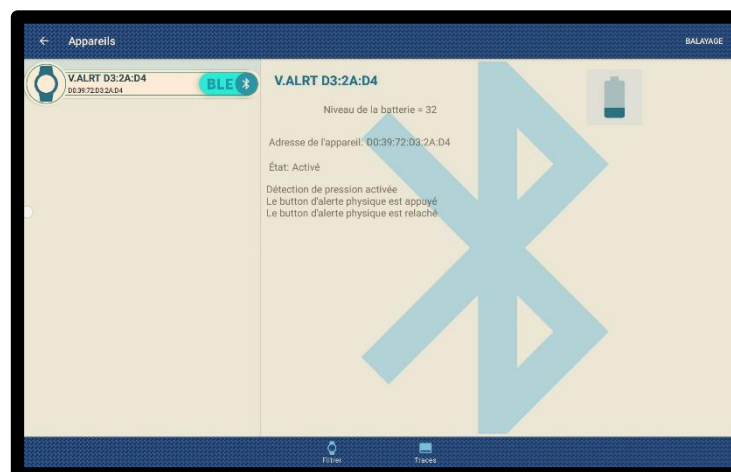 Appareils
BALAYAGE
V.ALRT D3:2A:D4
D0:39:72:D3:2A:D4
BLE
V.ALRT D3:2A:D4
Niveau de la batterie = 32
Adresse de l'appareil: D0:39:72:D3:2A:D4
État: Activé
Détection de pression activée
Le button d'alerte physique est appuyé
Le button d'alerte physique est relaché
Filtrer
Traces